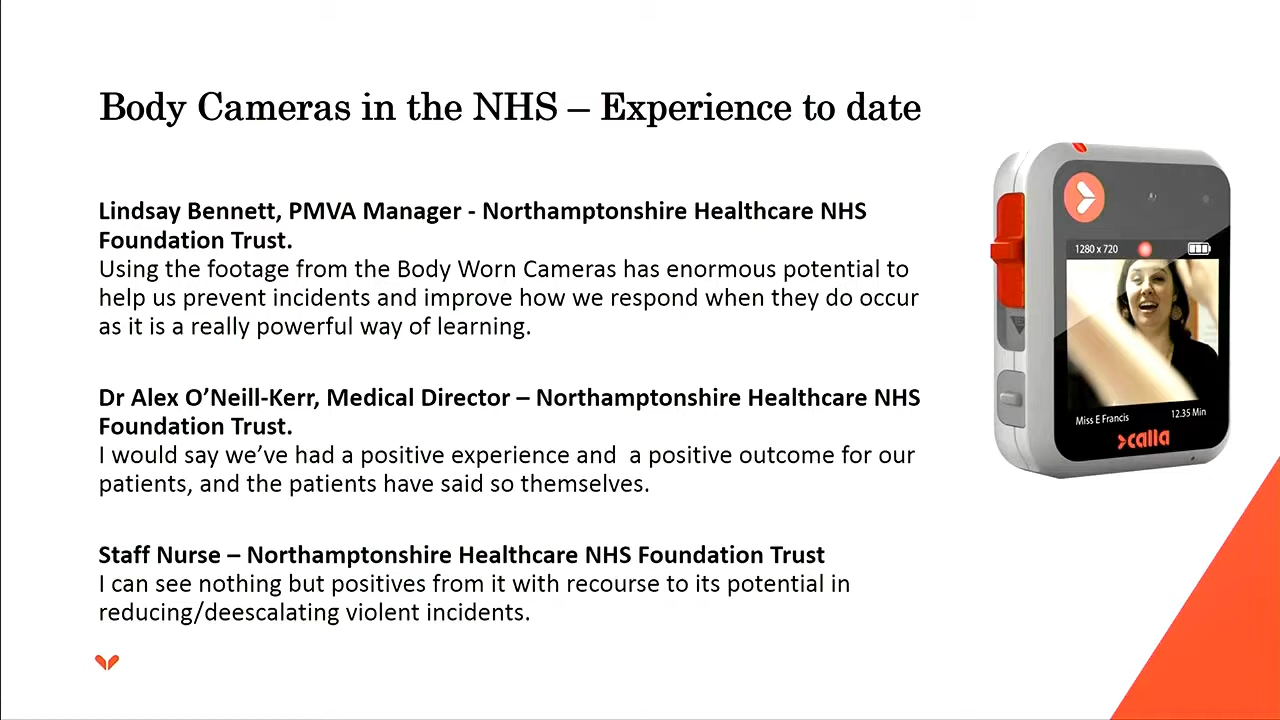 Body Cameras in the NHS – Experience to date
Lindsay Bennett, PMVA Manager - Northamptonshire Healthcare NHS
Foundation Trust.
Using the footage from the Body Worn Cameras has enormous potential to
help us prevent incidents and improve how we respond when they do occur
as it is a really powerful way of learning.
Dr Alex O’Neill-Kerr, Medical Director – Northamptonshire Healthcare NHS
Foundation Trust.
I would say we’ve had a positive experience and  a positive outcome for our
patients, and the patients have said so themselves.
Staff Nurse – Northamptonshire Healthcare NHS Foundation Trust
I can see nothing but positives from it with recourse to its potential in
reducing/deescalating violent incidents.
1280 x 720
Miss E Francis 12.35 Min
calla